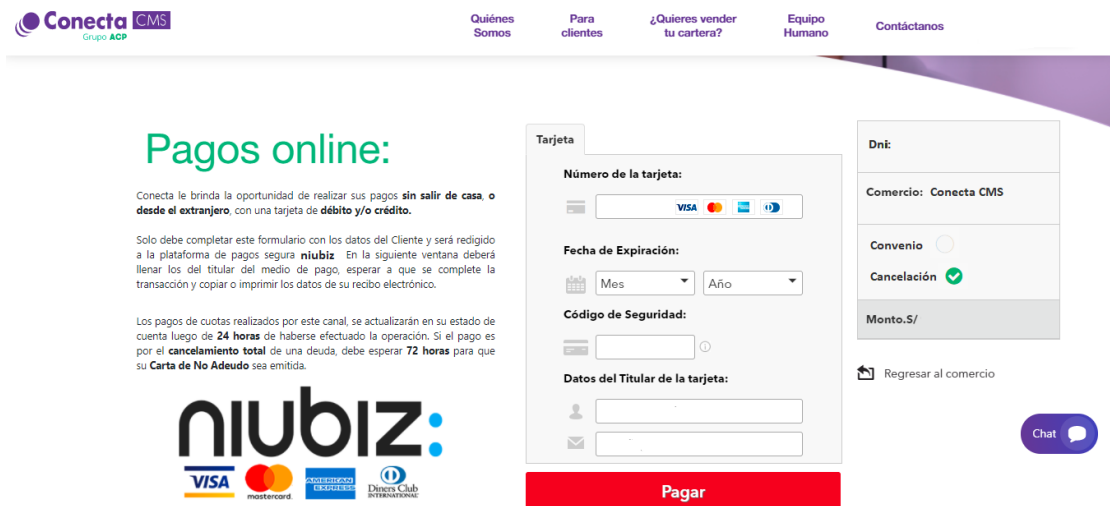 Conecta CMS
Grupo ACP
Quiénes
Somos
Para
clientes
¿Quieres vender
tu cartera?
Equipo
Humano
Contáctanos
Pagos online:
Conecta le brinda la oportunidad de realizar sus pagos sin salir de casa, o
desde el extranjero, con una tarjeta de débito y/o crédito.
Solo debe completar este formulario con los datos del Cliente y será redigido
a la plataforma de pagos segura niubiz En la siguiente ventana deberá
llenar los del titular del medio de pago, esperar a que se complete la
transacción y copiar o imprimir los datos de su recibo electrónico.
Los pagos de cuotas realizados por este canal, se actualizarán en su estado de
cuenta luego de 24 horas de haberse efectuado la operación. Si el pago es
por el cancelamiento total de una deuda, debe esperar 72 horas para que
su Carta de No Adeudo sea emitida.
niubiz:
VISA
mastercard.
AMERICAN
EXPRESS
Diners Club
INTERNATIONAL
Tarjeta
Número de la tarjeta:
VISA
Fecha de Expiración:
Mes
Año
Código de Seguridad:
Datos del Titular de la tarjeta:
Pagar
Dni:
Comercio: Conecta CMS
Convenio
Cancelación
Monto.S/
Regresar al comercio
Chat